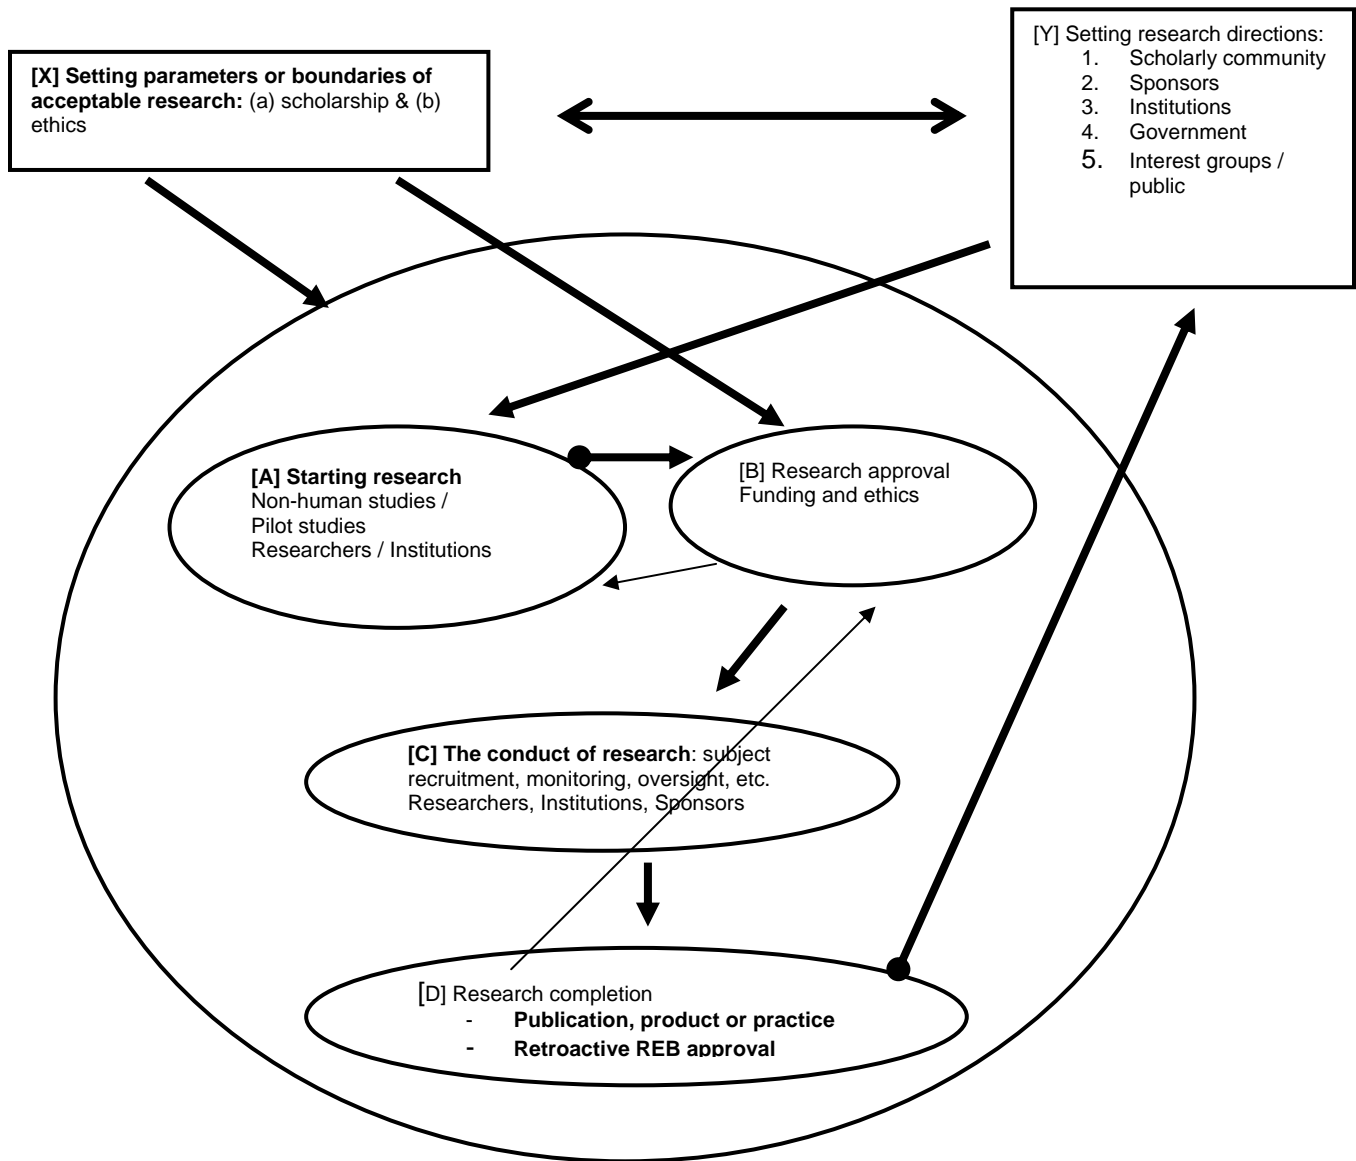 [X] Setting parameters or boundaries of
acceptable research: (a) scholarship & (b)
ethics
[Y] Setting research directions:
1. Scholarly community
2. Sponsors
3. Institutions
4. Government
5. Interest groups /
public
[A] Starting research
Non-human studies /
Pilot studies
Researchers / Institutions
[B] Research approval
Funding and ethics
[C] The conduct of research: subject
recruitment, monitoring, oversight, etc.
Researchers, Institutions, Sponsors
[D] Research completion
- Publication, product or practice
- Retroactive REB approval